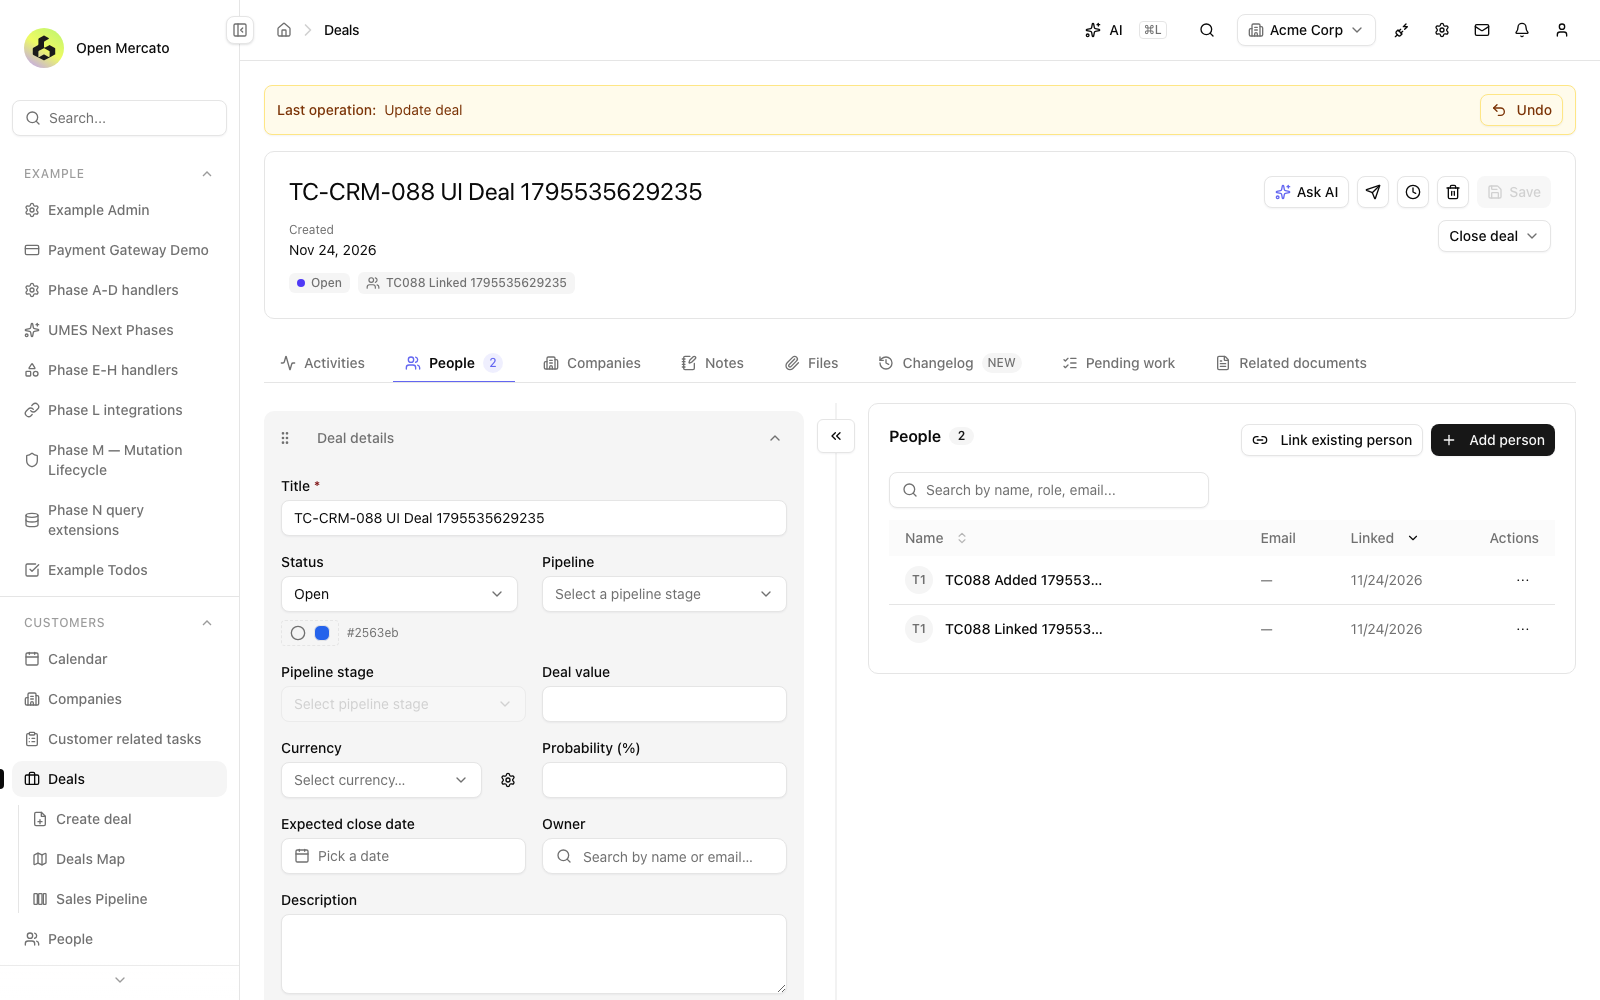 Open Mercato
Search...
EXAMPLE
Example Admin
Payment Gateway Demo
Phase A-D handlers
UMES Next Phases
Phase E-H handlers
Phase L integrations
Phase M — Mutation
Lifecycle
Phase N query
extensions
Example Todos
CUSTOMERS
Calendar
Companies
Customer related tasks
Deals
Create deal
Deals Map
Sales Pipeline
People
Deals
AI ⌘L
Acme Corp
Last operation: Update deal
Undo
TC-CRM-088 UI Deal 1795535629235
Ask AI
Save
Created
Nov 24, 2026
Close deal
Open
TC088 Linked 1795535629235
Activities
People 2
Companies
Notes
Files
Changelog NEW
Pending work
Related documents
Deal details
Title *
TC-CRM-088 UI Deal 1795535629235
Status
Pipeline
Open
Select a pipeline stage
#2563eb
Pipeline stage
Deal value
Select pipeline stage
Currency
Probability (%)
Select currency...
Expected close date
Owner
Pick a date
Search by name or email...
Description
People 2
Link existing person
Add person
Search by name, role, email...
Name Email Linked Actions
T1 TC088 Added 179553... — 11/24/2026 ...
T1 TC088 Linked 179553... — 11/24/2026 ...